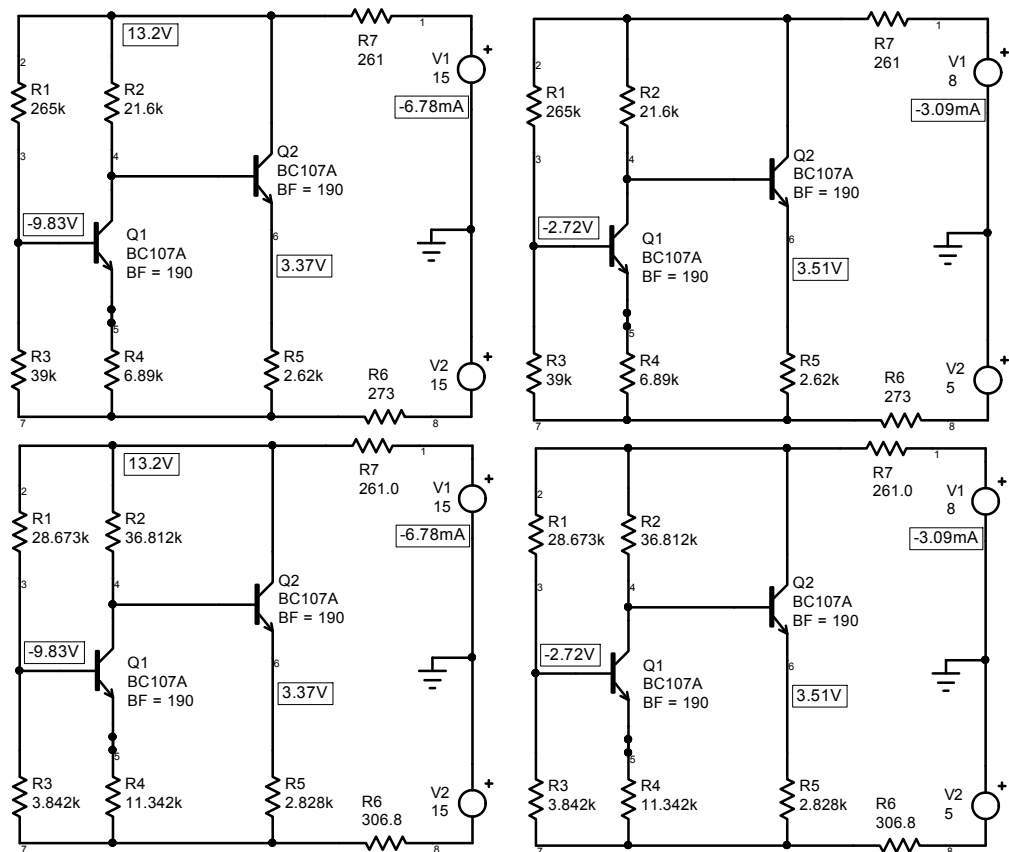 13.2V
1
R7
261
V1
15
+
-6.78mA
2
R1
265k
R2
21.6k
3
4
Q2
BC107A
BF = 190
-9.83V
Q1
BC107A
BF = 190
6
3.37V
5
R3
39k
R4
6.89k
R5
2.62k
R6
273
V2
15
+
7
8
1
R7
261
V1
8
+
-3.09mA
2
R1
265k
R2
21.6k
3
4
Q2
BC107A
BF = 190
-2.72V
Q1
BC107A
BF = 190
6
3.51V
5
R3
39k
R4
6.89k
R5
2.62k
R6
273
V2
5
+
7
8
13.2V
1
R7
261.0
V1
15
+
-6.78mA
2
R1
28.673k
R2
36.812k
3
4
Q2
BC107A
BF = 190
-9.83V
Q1
BC107A
BF = 190
6
3.37V
5
R3
3.842k
R4
11.342k
R5
2.828k
R6
306.8
V2
15
+
7
8
1
R7
261.0
V1
8
+
-3.09mA
2
R1
28.673k
R2
36.812k
3
4
Q2
BC107A
BF = 190
-2.72V
Q1
BC107A
BF = 190
6
3.51V
5
R3
3.842k
R4
11.342k
R5
2.828k
R6
306.8
V2
5
+
7
8